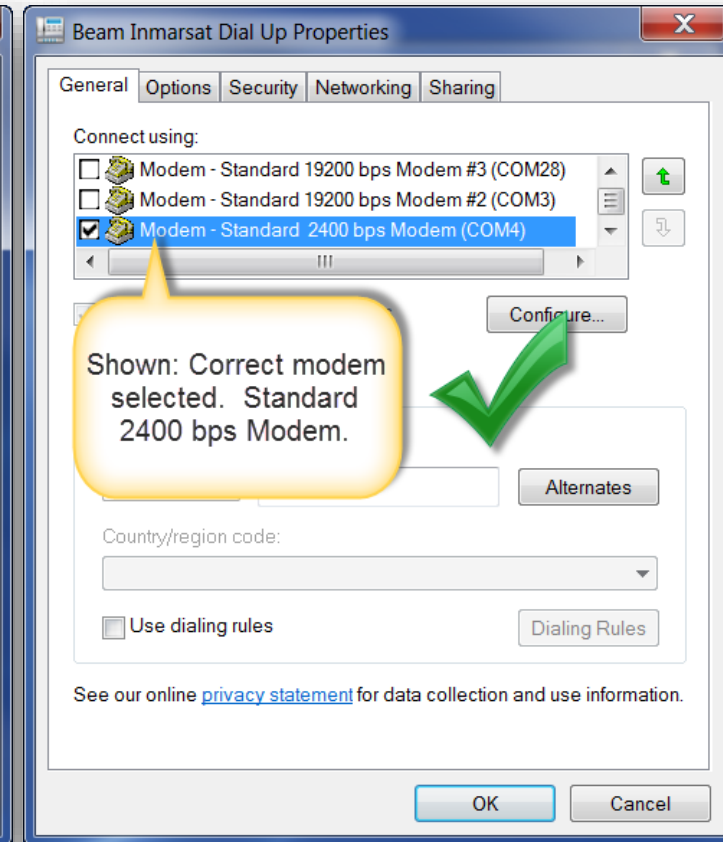 Beam Inmarsat Dial Up Properties
General Options Security Networking Sharing
Connect using:
Modem - Standard 19200 bps Modem #3 (COM28)
Modem - Standard 19200 bps Modem #2 (COM3)
Modem - Standard 2400 bps Modem (COM4)
Configure...
Shown: Correct modem
selected. Standard
2400 bps Modem.
Alternates
Country/region code:
Use dialing rules
Dialing Rules
See our online privacy statement for data collection and use information.
OK Cancel